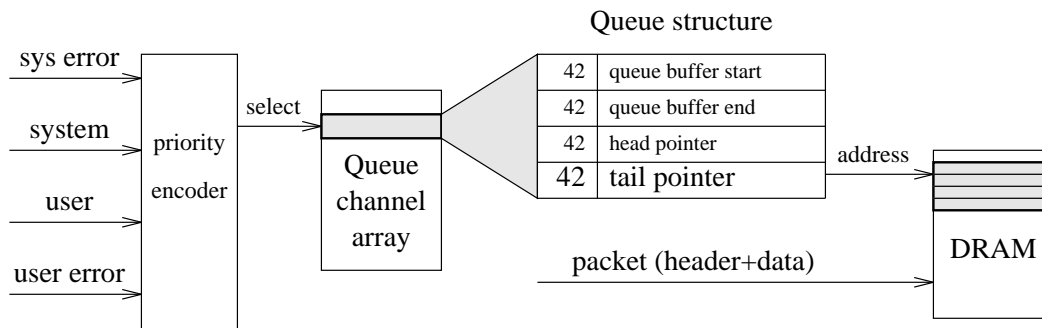 Queue structure
sys error
system
user
user error
priority
encoder
select
Queue
channel
array
42 queue buffer start
42 queue buffer end
42 head pointer
42 tail pointer
address
packet (header+data)
DRAM